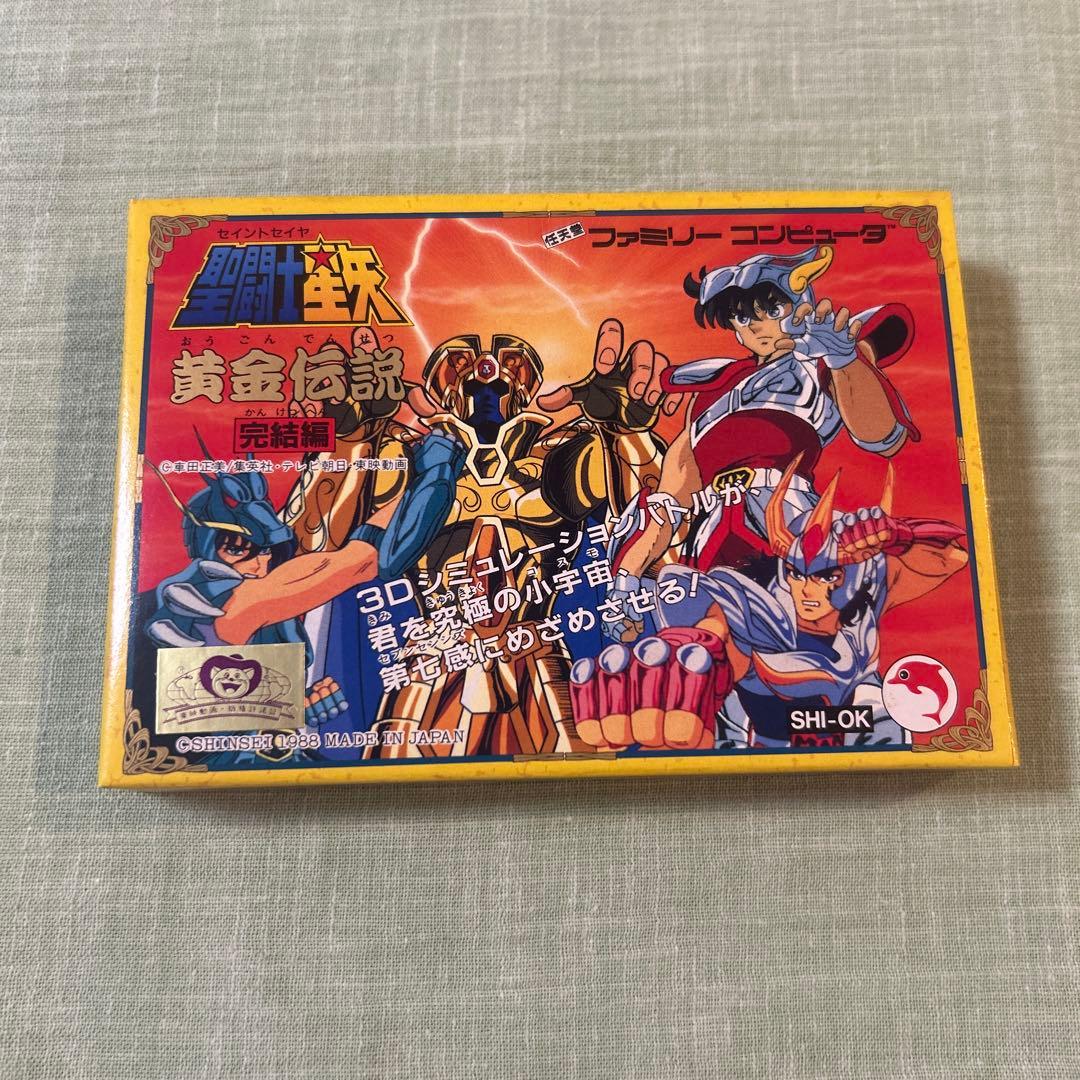 セイントセイヤ
聖闘士星矢
おうごんでんせつ
黄金伝説
かんけつへん
完結編
©車田正美/集英社・テレビ朝日・東映動画
任天堂 ファミリー コンピュータ™
3Dシミュレーションバトルが、
きみ きゅうきょく コスモ
君を究極の小宇宙、
セブンセンシズ
第七感にめざめさせる!
SHI-OK
©SHINSEI 1988 MADE IN JAPAN